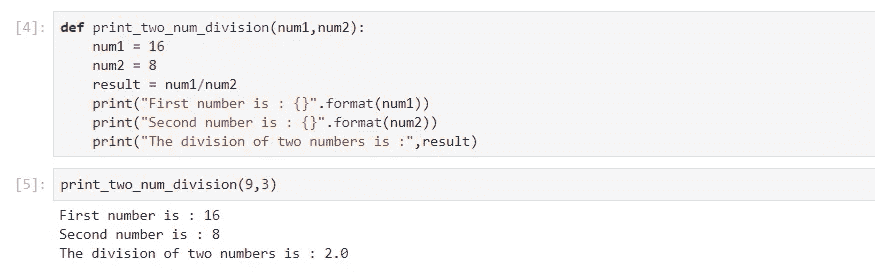 [4]: def print_two_num_division(num1,num2):
    num1 = 16
    num2 = 8
    result = num1/num2
    print("First number is : {}".format(num1))
    print("Second number is : {}".format(num2))
    print("The division of two numbers is :",result)
[5]: print_two_num_division(9,3)
First number is : 16
Second number is : 8
The division of two numbers is : 2.0